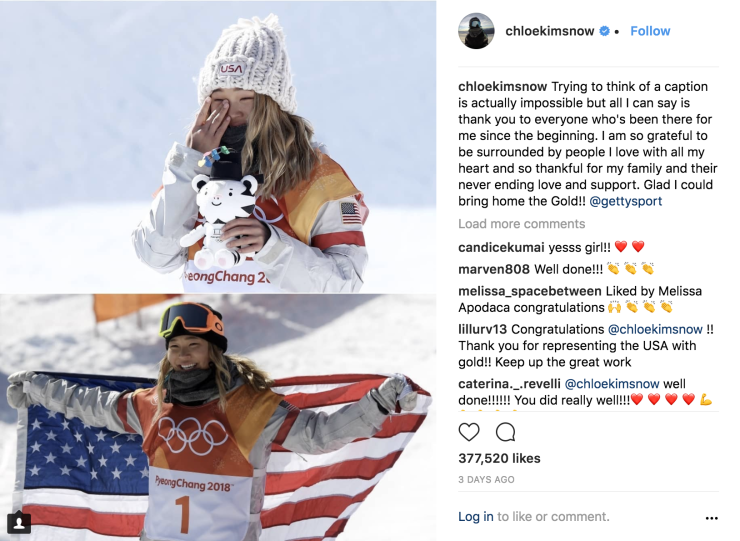 chloekimsnow • Follow
USA
chloekimsnow Trying to think of a caption
is actually impossible but all I can say is
thank you to everyone who's been there for
me since the beginning. I am so grateful to
be surrounded by people I love with all my
heart and so thankful for my family and their
never ending love and support. Glad I could
bring home the Gold!! @gettysport
Load more comments
candicekumai yesss girl!! ❤️ ❤️
marven808 Well done!!! 👏 👏 👏
melissa_spacebetween Liked by Melissa
Apodaca congratulations 🙌 👏 👏 👏
lillurv13 Congratulations @chloekimsnow !!
Thank you for representing the USA with
gold!! Keep up the great work
caterina._.revelli @chloekimsnow well
done!!!!!! You did really well!!!❤️ ❤️ ❤️ ❤️ 💪
PyeongChang 2018
1
377,520 likes
3 DAYS AGO
Log in to like or comment.